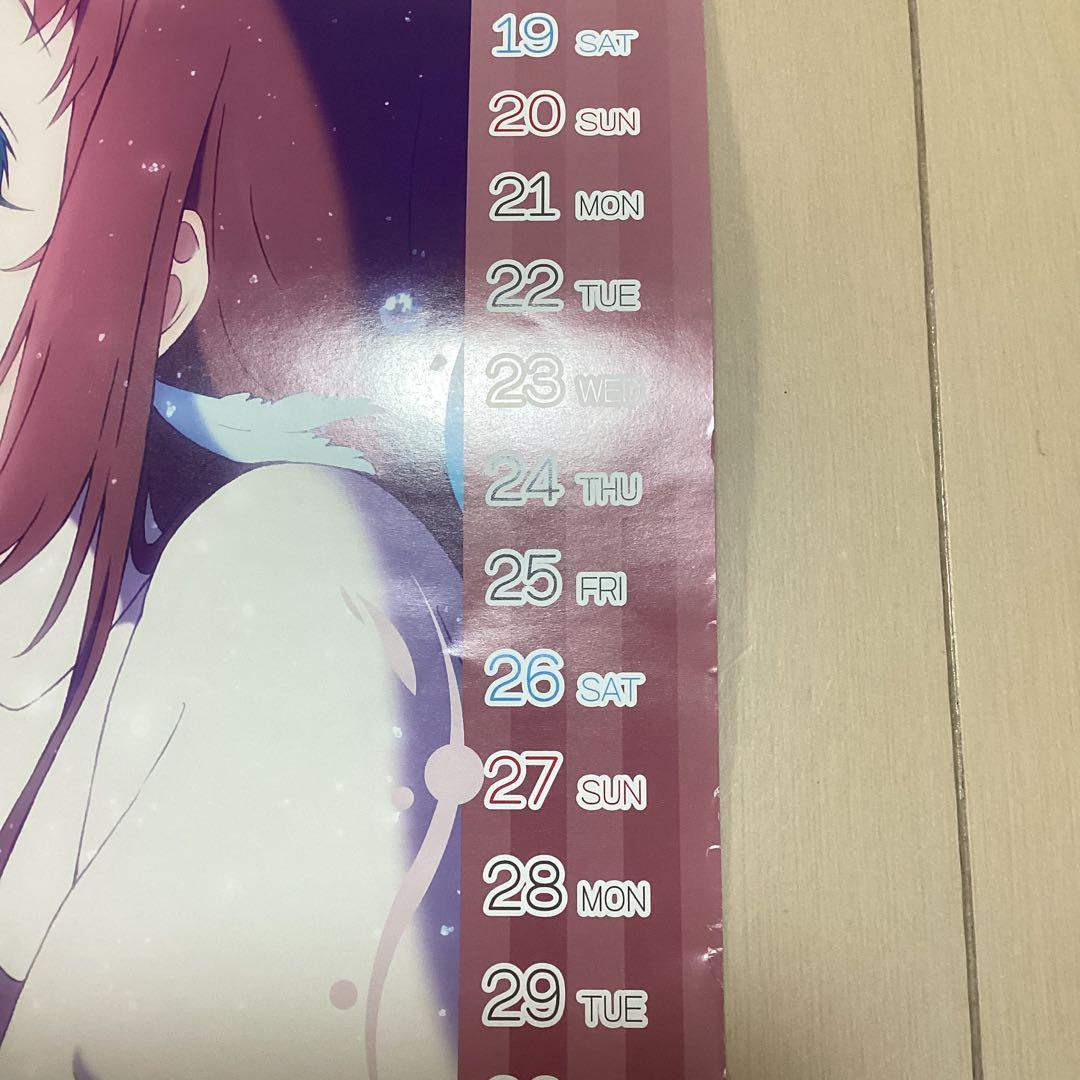 19 SAT
20 SUN
21 MON
22 TUE
23 WED
24 THU
25 FRI
26 SAT
27 SUN
28 MON
29 TUE